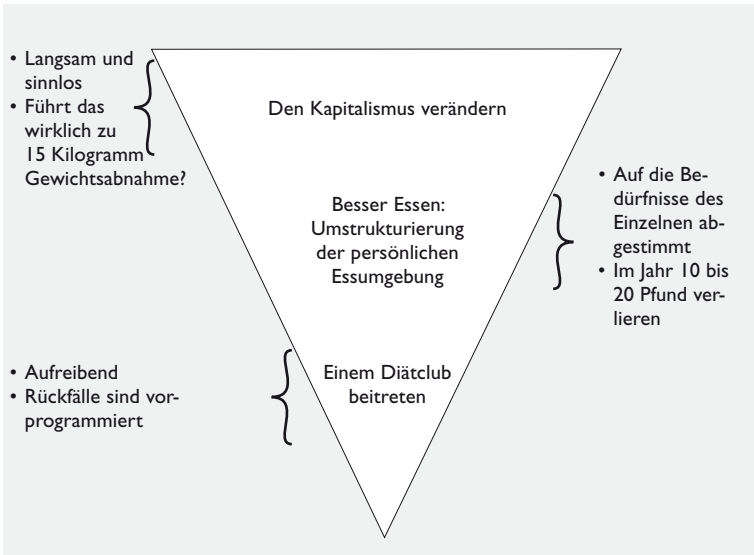 • Langsam und
sinnlos
• Führt das
wirklich zu
15 Kilogramm
Gewichtsabnahme?
Den Kapitalismus verändern
Besser Essen:
Umstrukturierung
der persönlichen
Essumgebung
• Auf die Be-
dürfnisse des
Einzelnen ab-
gestimmt
• Im Jahr 10 bis
20 Pfund ver-
lieren
• Aufreibend
• Rückfälle sind vor-
programmiert
Einem Diätclub
beitreten